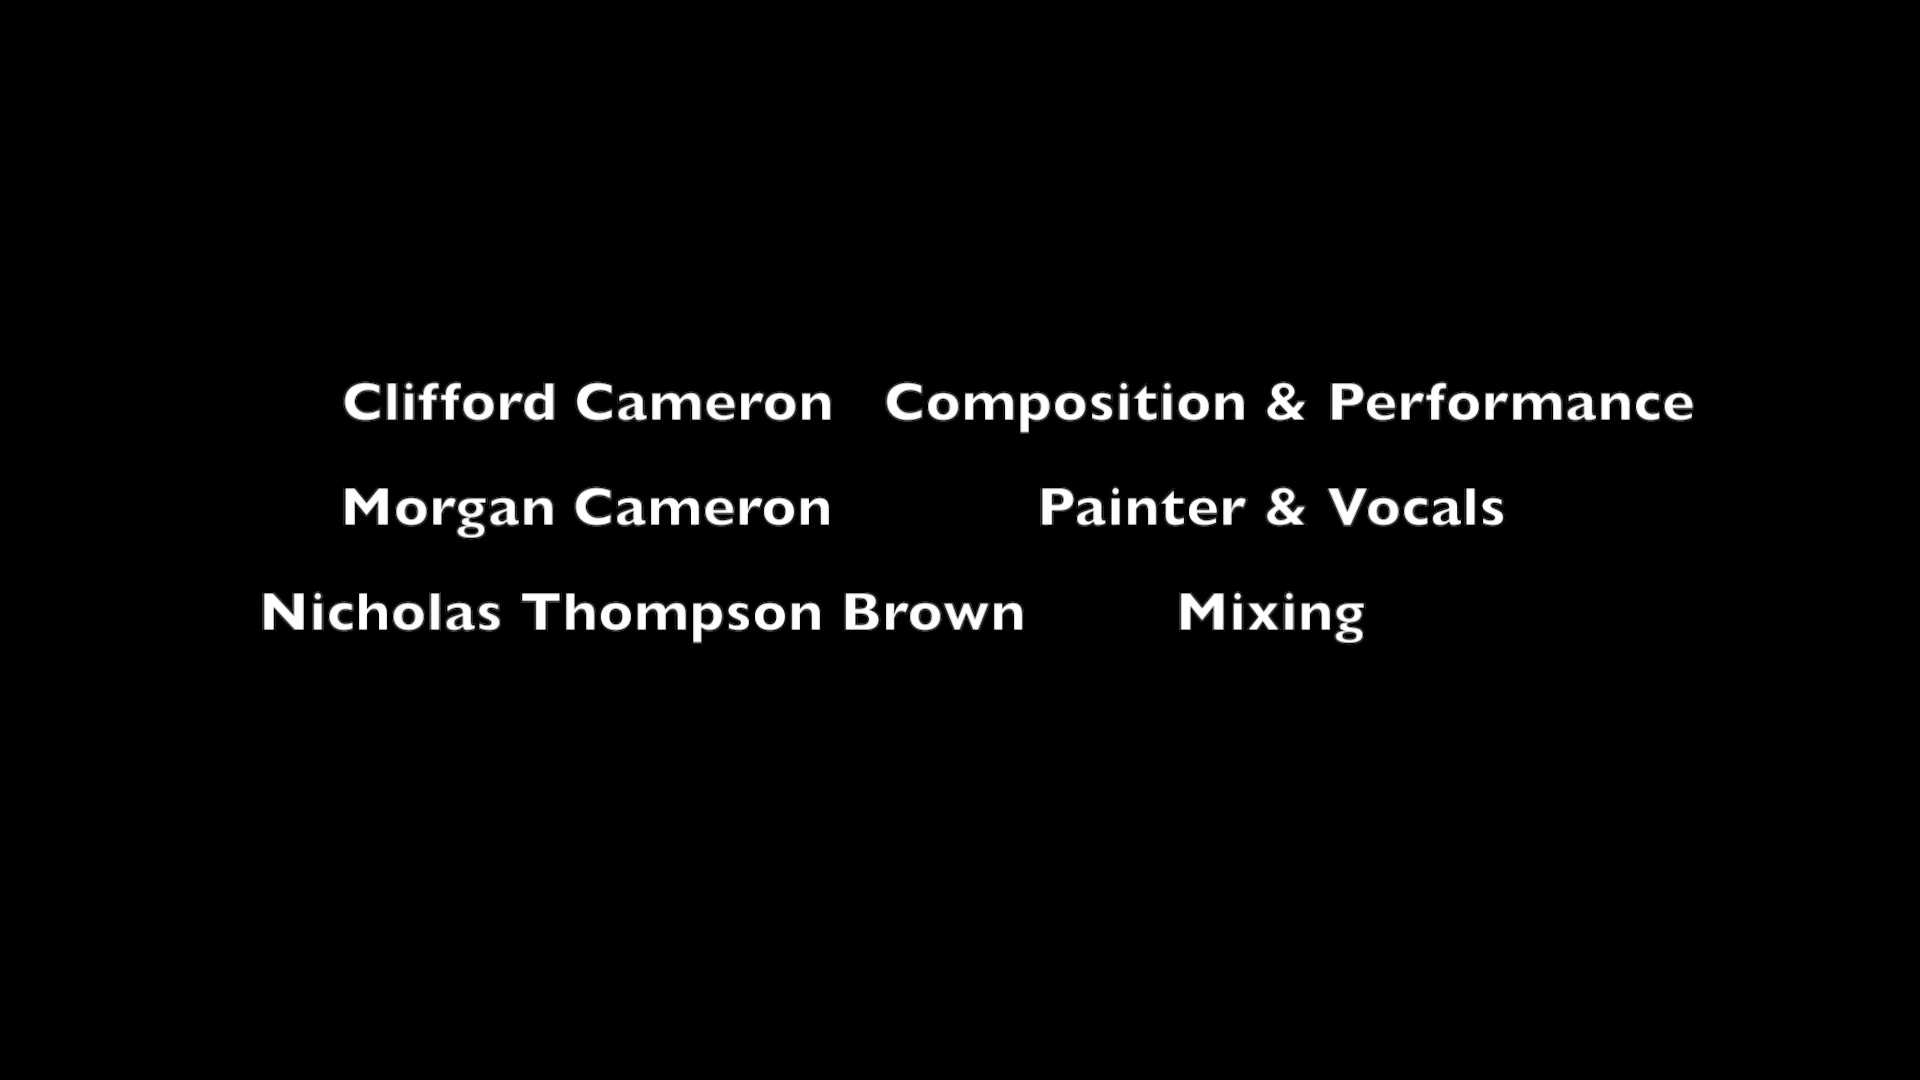 Clifford Cameron Composition & Performance
Morgan Cameron Painter & Vocals
Nicholas Thompson Brown Mixing